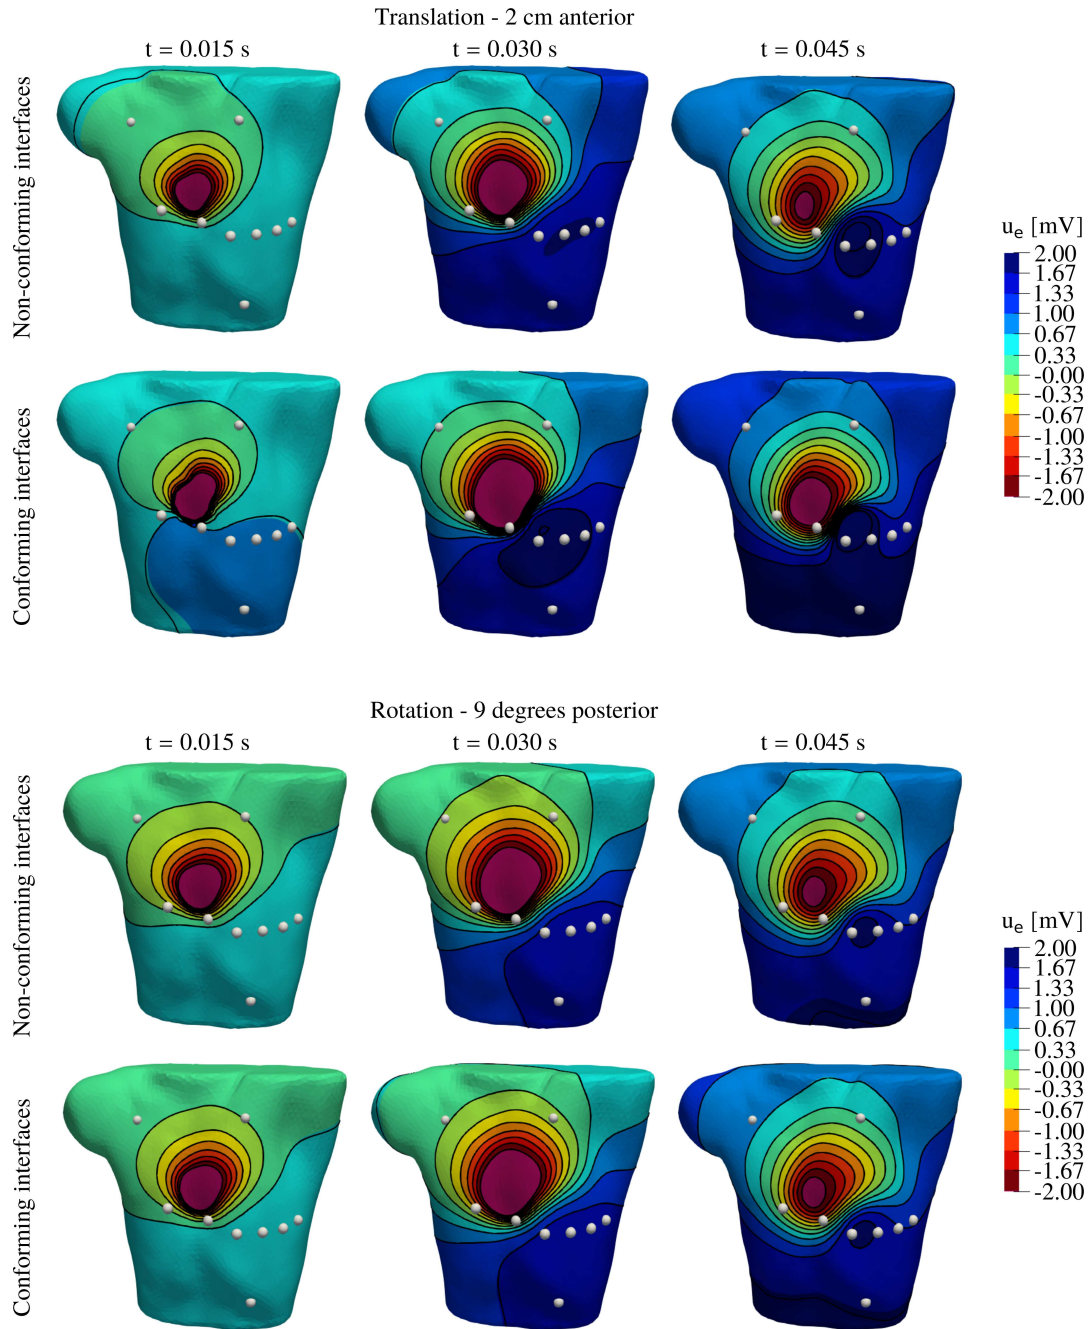 Translation - 2 cm anterior
t = 0.015 s
t = 0.030 s
t = 0.045 s
Non-conforming interfaces
Conforming interfaces
u_e [mV]
2.00
1.67
1.33
1.00
0.67
0.33
-0.00
-0.33
-0.67
-1.00
-1.33
-1.67
-2.00
Rotation - 9 degrees posterior
t = 0.015 s
t = 0.030 s
t = 0.045 s
Non-conforming interfaces
Conforming interfaces
u_e [mV]
2.00
1.67
1.33
1.00
0.67
0.33
-0.00
-0.33
-0.67
-1.00
-1.33
-1.67
-2.00